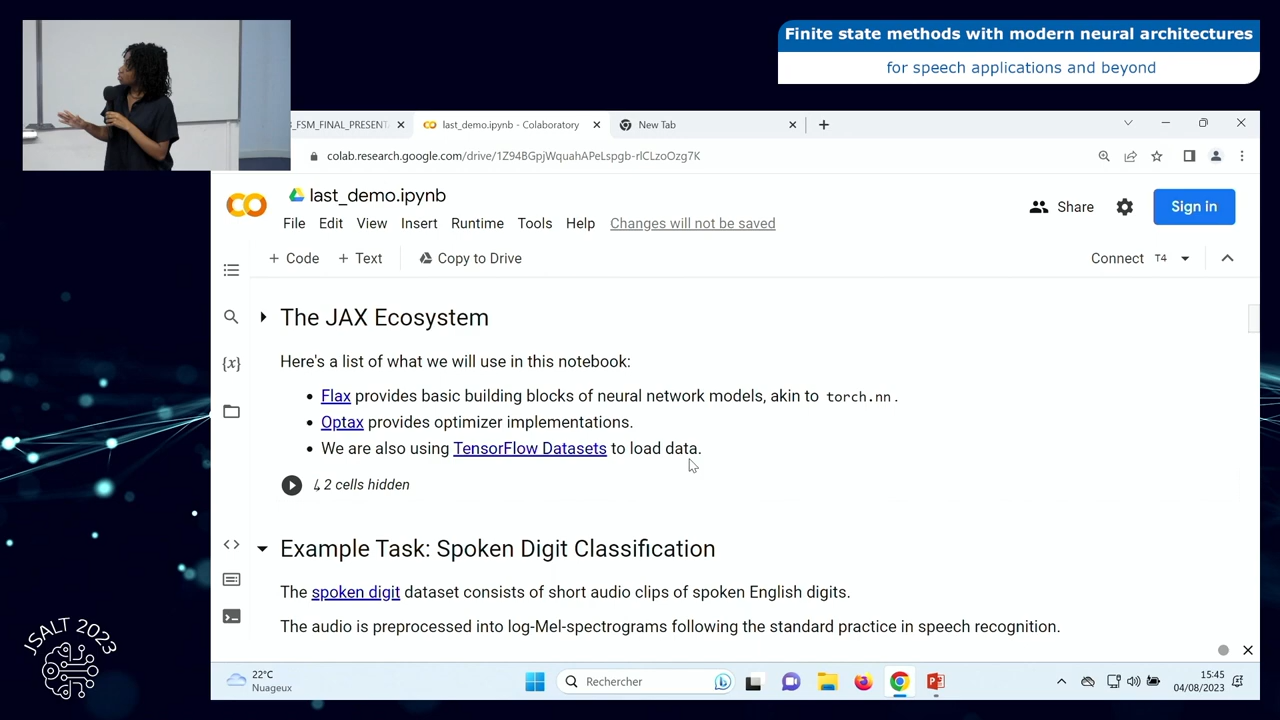 Finite state methods with modern neural architectures
for speech applications and beyond
B_FSM_FINAL_PRESENT
last_demo.ipynb - Colaboratory
New Tab
colab.research.google.com/drive/1Z94BGpjWquahAPeLspgb-rlCLzoOzg7K
last_demo.ipynb
File Edit View Insert Runtime Tools Help Changes will not be saved
Share
Sign in
+ Code + Text Copy to Drive
Connect T4
The JAX Ecosystem
Here's a list of what we will use in this notebook:
• Flax provides basic building blocks of neural network models, akin to torch.nn.
• Optax provides optimizer implementations.
• We are also using TensorFlow Datasets to load data.
2 cells hidden
Example Task: Spoken Digit Classification
The spoken digit dataset consists of short audio clips of spoken English digits.
The audio is preprocessed into log-Mel-spectrograms following the standard practice in speech recognition.
JSALT 2023
22°C
Nuageux
Rechercher
15:45
04/08/2023